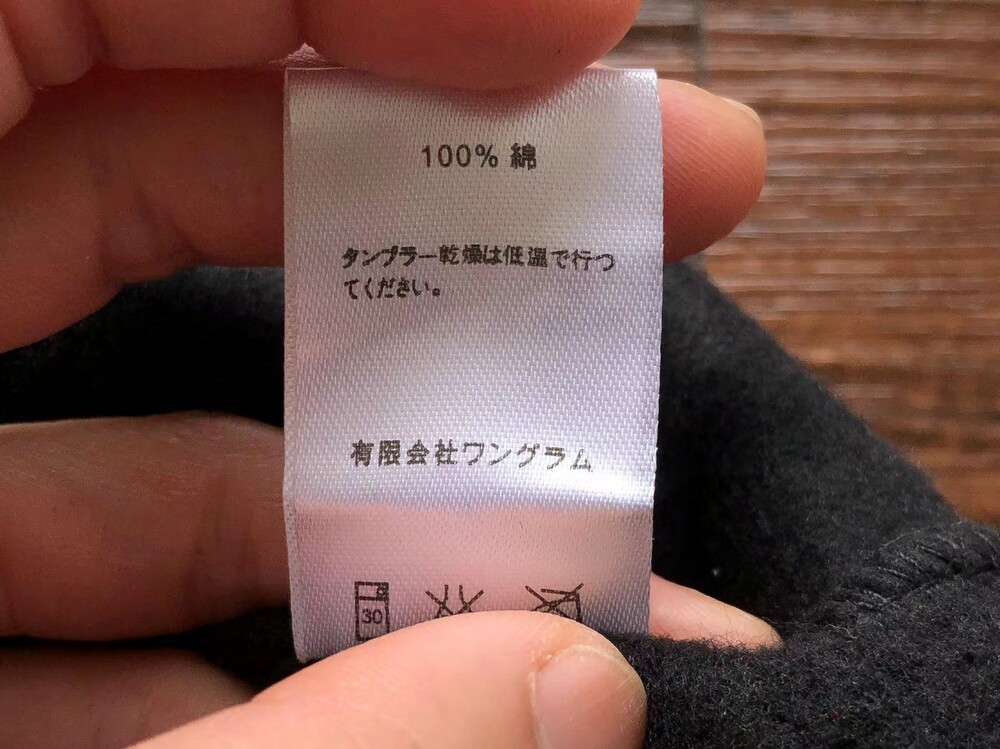 100% 綿
タンブラー乾燥は低温で行つ
てください。
有限会社ワングラム
30